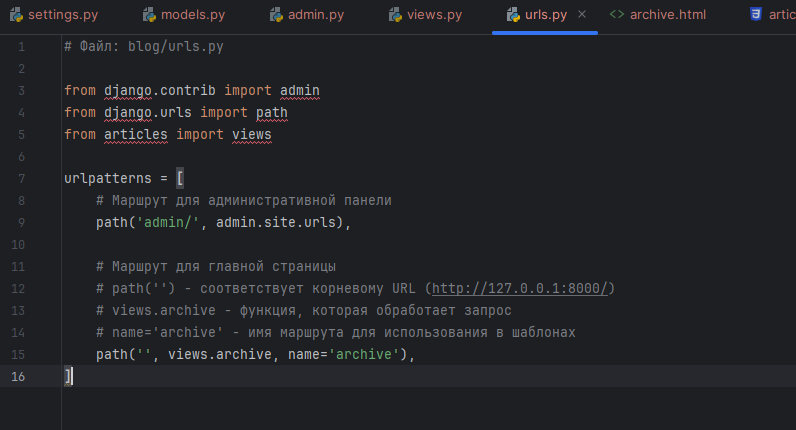 settings.py models.py admin.py views.py urls.py × <> archive.html artic
1 # Файл: blog/urls.py
2
3 from django.contrib import admin
4 from django.urls import path
5 from articles import views
6
7 urlpatterns = [
8     # Маршрут для административной панели
9     path('admin/', admin.site.urls),
10
11     # Маршрут для главной страницы
12     # path('') - соответствует корневому URL (http://127.0.0.1:8000/)
13     # views.archive - функция, которая обработает запрос
14     # name='archive' - имя маршрута для использования в шаблонах
15     path('', views.archive, name='archive'),
16 ]